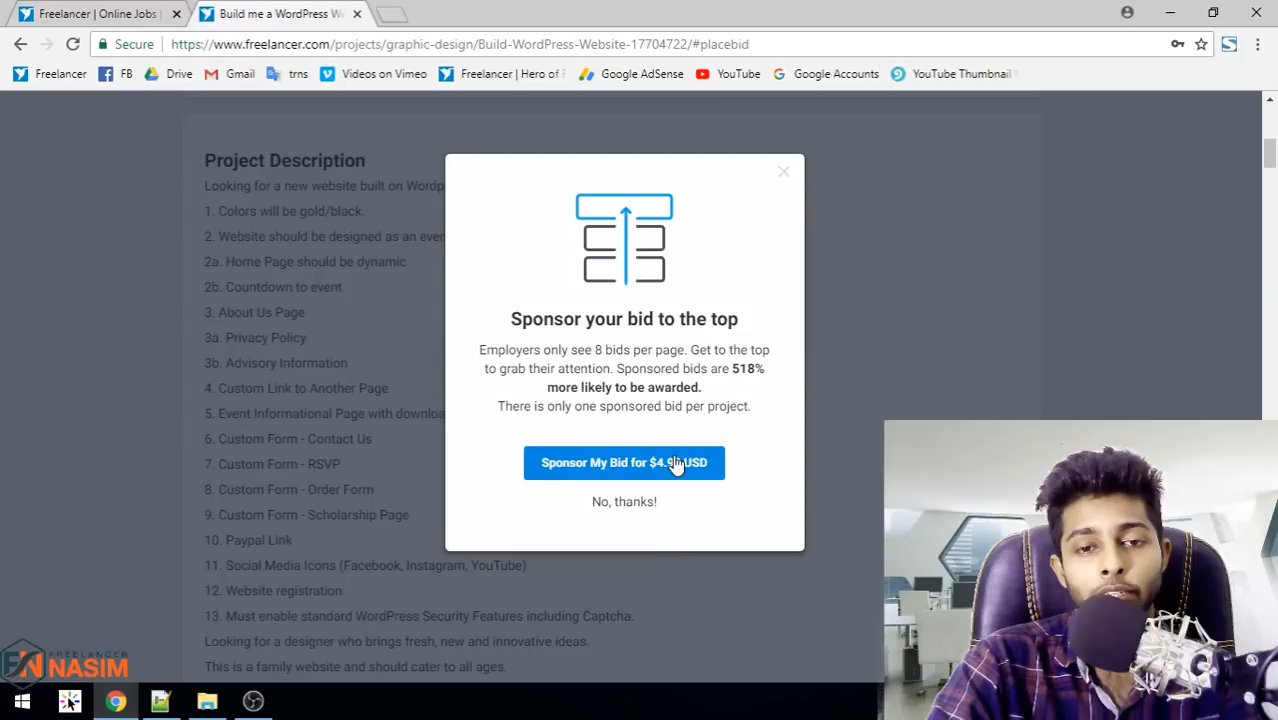 Freelancer | Online Jobs |
Build me a WordPress W
Secure
https://www.freelancer.com/projects/graphic-design/Build-WordPress-Website-17704722/#placebid
Freelancer
FB
Drive
Gmail
trns
Videos on Vimeo
Freelancer | Hero of
Google AdSense
YouTube
Google Accounts
YouTube Thumbnail
Project Description
Looking for a new website built on Wordp
1. Colors will be gold/black.
2. Website should be designed as an even
2a. Home Page should be dynamic
2b. Countdown to event
3. About Us Page
3a. Privacy Policy
3b. Advisory Information
4. Custom Link to Another Page
5. Event Informational Page with downloa
6. Custom Form - Contact Us
7. Custom Form - RSVP
8. Custom Form - Order Form
9. Custom Form - Scholarship Page
10. Paypal Link
11. Social Media Icons (Facebook, Instagram, YouTube)
12. Website registration
13. Must enable standard WordPress Security Features including Captcha.
Looking for a designer who brings fresh, new and innovative ideas.
This is a family website and should cater to all ages.
Sponsor your bid to the top
Employers only see 8 bids per page. Get to the top
to grab their attention. Sponsored bids are 518%
more likely to be awarded.
There is only one sponsored bid per project.
Sponsor My Bid for USD
No, thanks!
FN
FREELANCER
NASIM